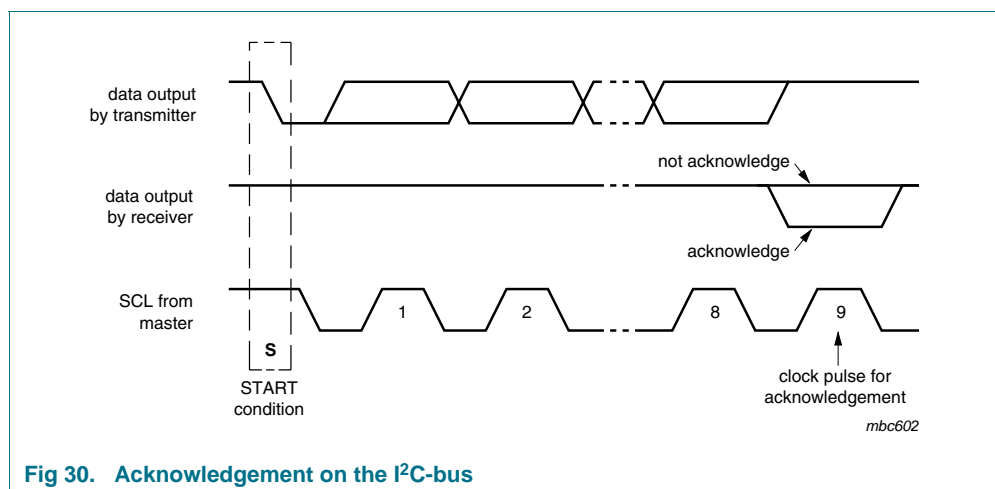 data output
by transmitter
not acknowledge
data output
by receiver
acknowledge
SCL from
master
1
2
8
9
S
START
condition
clock pulse for
acknowledgement
mbc602
Fig 30. Acknowledgement on the I²C-bus